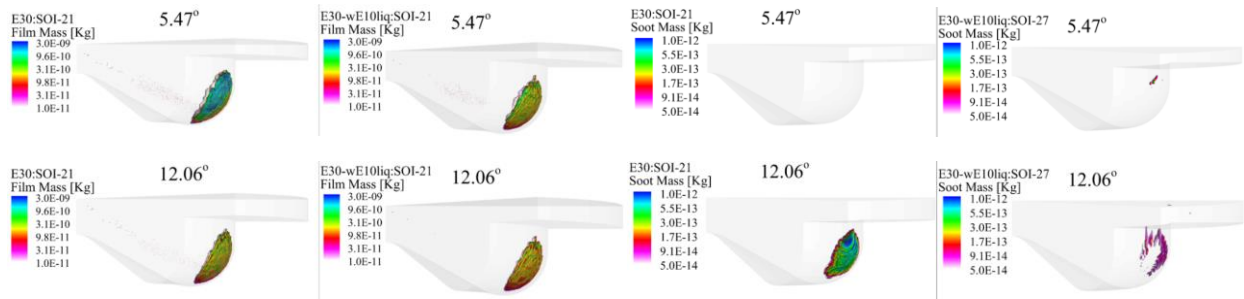 E30:SOI-21
Film Mass [Kg]
3.0E-09
9.6E-10
3.1E-10
9.8E-11
3.1E-11
1.0E-11
5.47°
E30-wE10liq:SOI-21
Film Mass [Kg]
3.0E-09
9.6E-10
3.1E-10
9.8E-11
3.1E-11
1.0E-11
5.47°
E30:SOI-21
Soot Mass [Kg]
1.0E-12
5.5E-13
3.0E-13
1.7E-13
9.1E-14
5.0E-14
5.47°
E30-wE10liq:SOI-27
Soot Mass [Kg]
1.0E-12
5.5E-13
3.0E-13
1.7E-13
9.1E-14
5.0E-14
5.47°
E30:SOI-21
Film Mass [Kg]
3.0E-09
9.6E-10
3.1E-10
9.8E-11
3.1E-11
1.0E-11
12.06°
E30-wE10liq:SOI-21
Film Mass [Kg]
3.0E-09
9.6E-10
3.1E-10
9.8E-11
3.1E-11
1.0E-11
12.06°
E30:SOI-21
Soot Mass [Kg]
1.0E-12
5.5E-13
3.0E-13
1.7E-13
9.1E-14
5.0E-14
12.06°
E30-wE10liq:SOI-27
Soot Mass [Kg]
1.0E-12
5.5E-13
3.0E-13
1.7E-13
9.1E-14
5.0E-14
12.06°